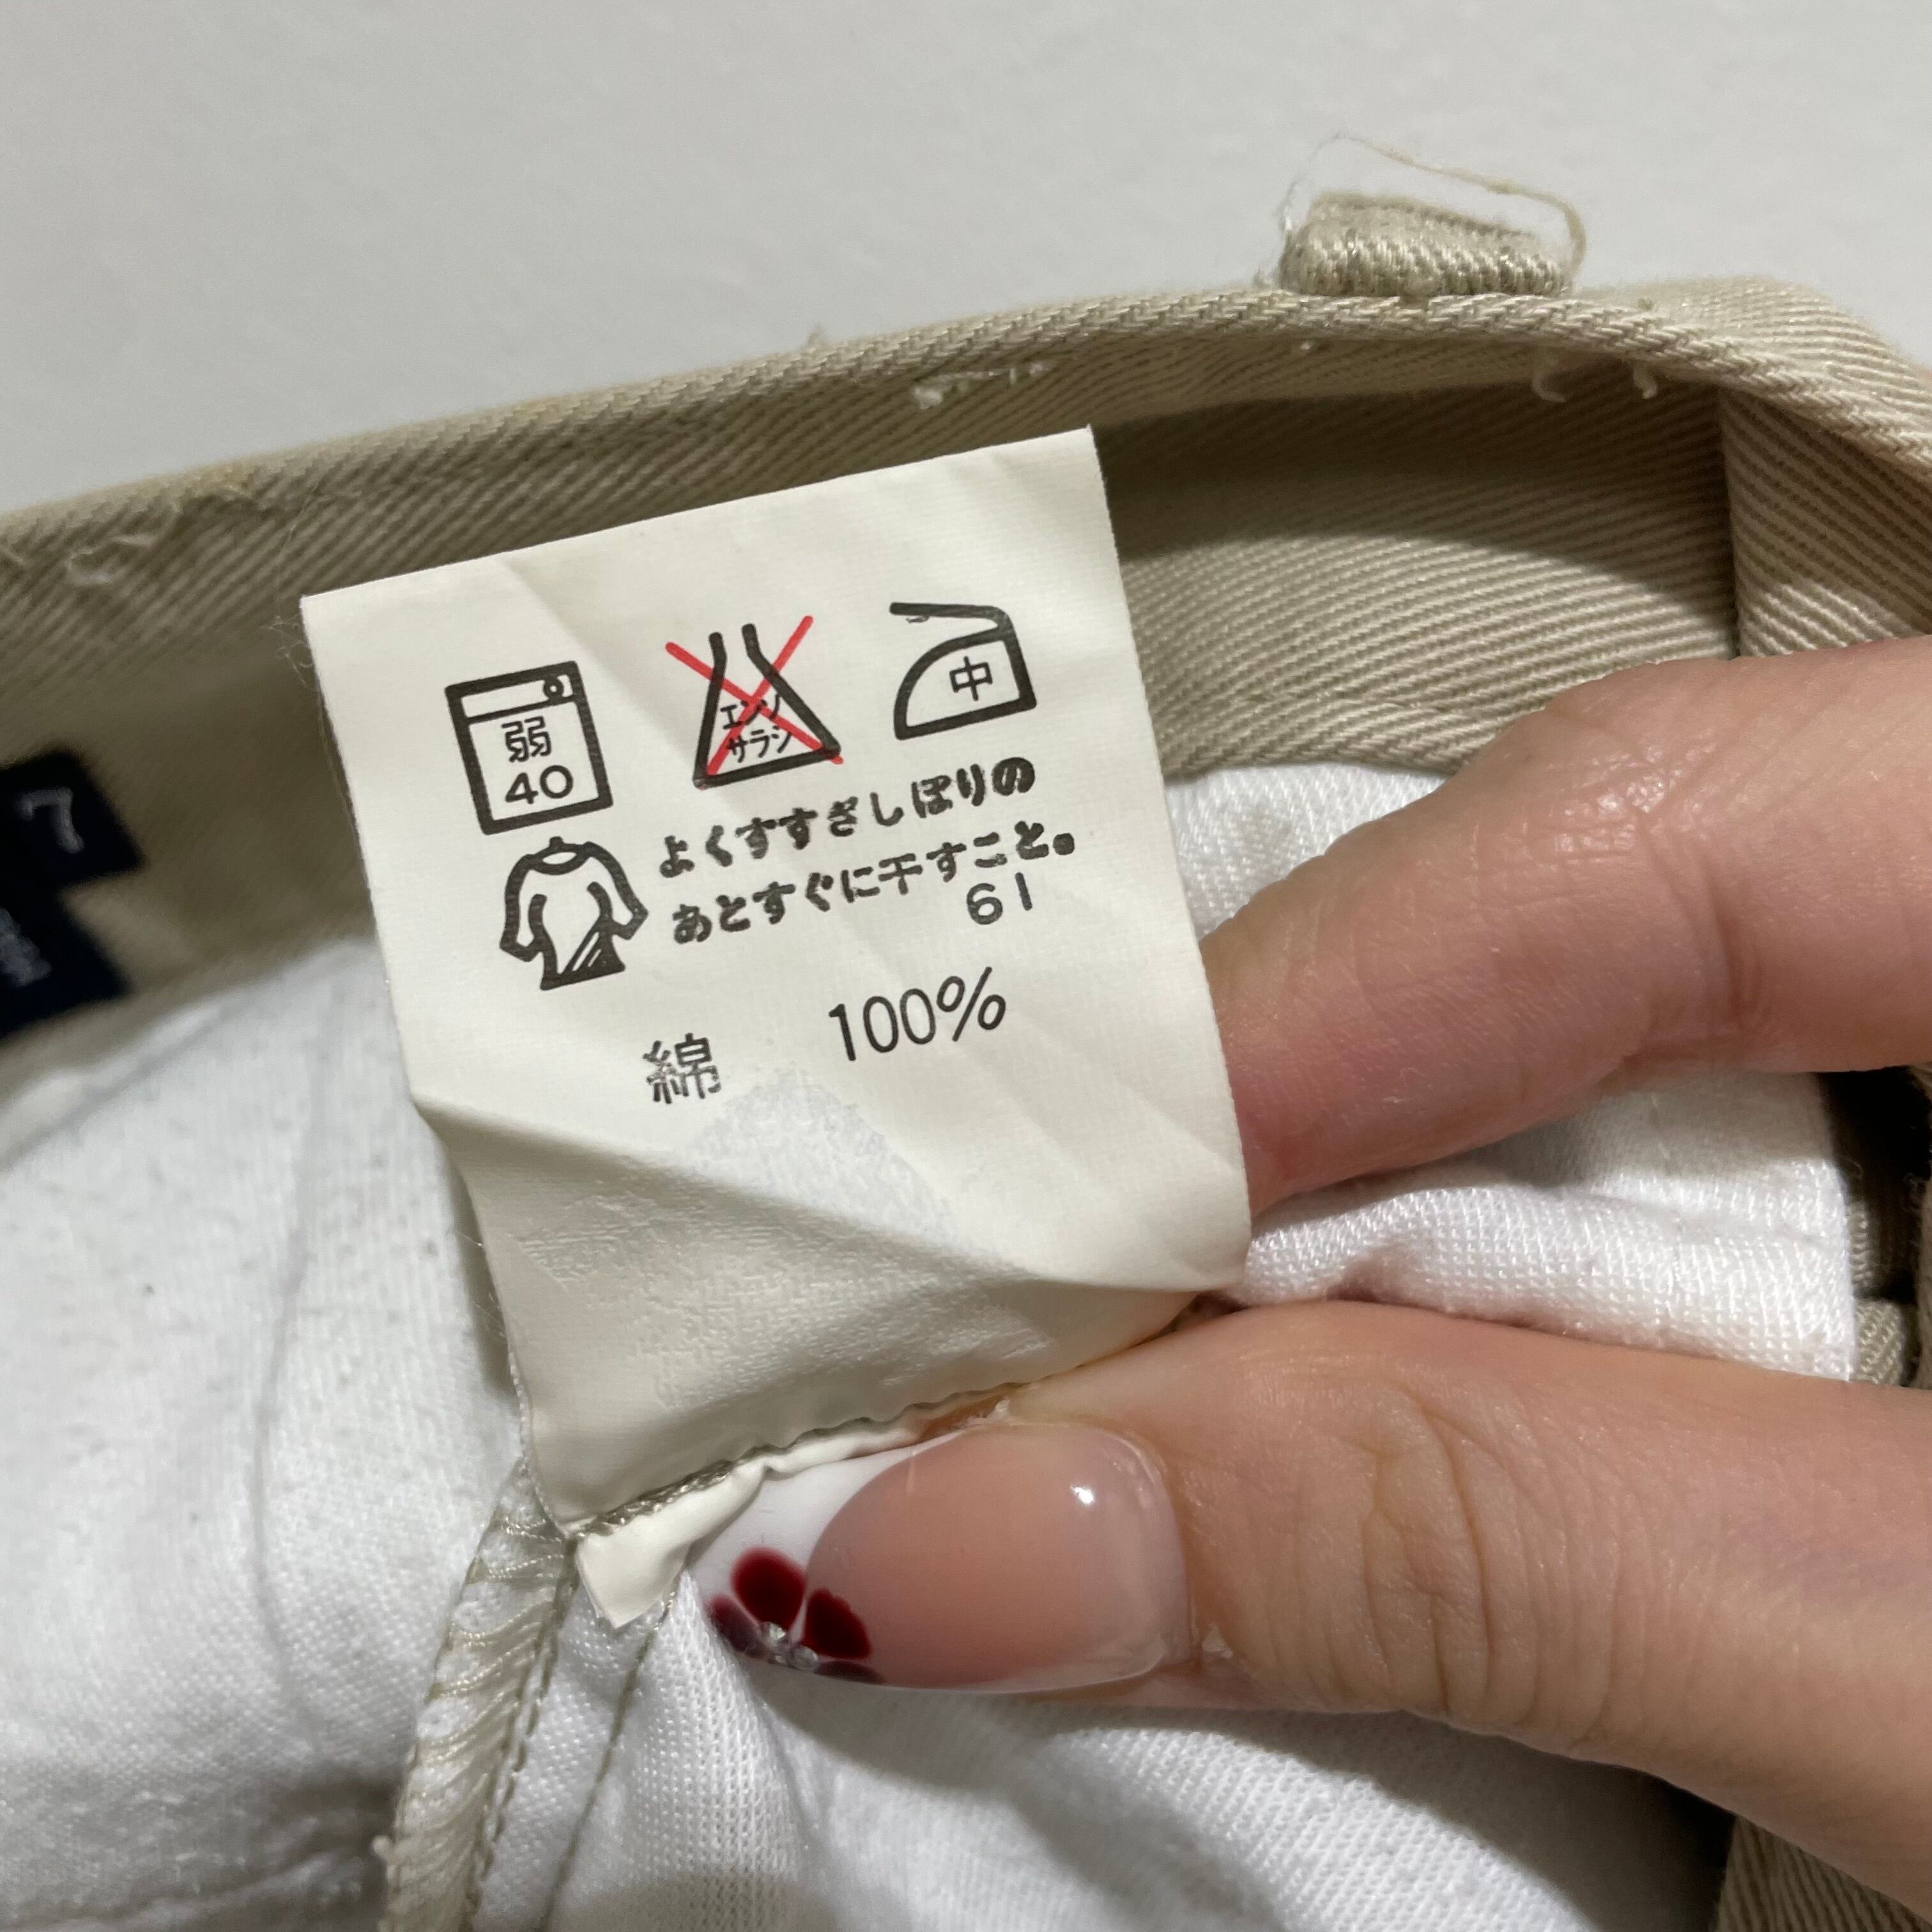 弱
40
エンソ
サラシ
中
よくすすぎしぼりの
あとすぐに干すこと。
61
綿 100%
7